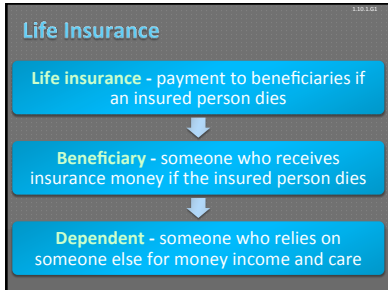 1.10.1.G1
Life Insurance
Life insurance - payment to beneficiaries if
an insured person dies
Beneficiary - someone who receives
insurance money if the insured person dies
Dependent - someone who relies on
someone else for money income and care